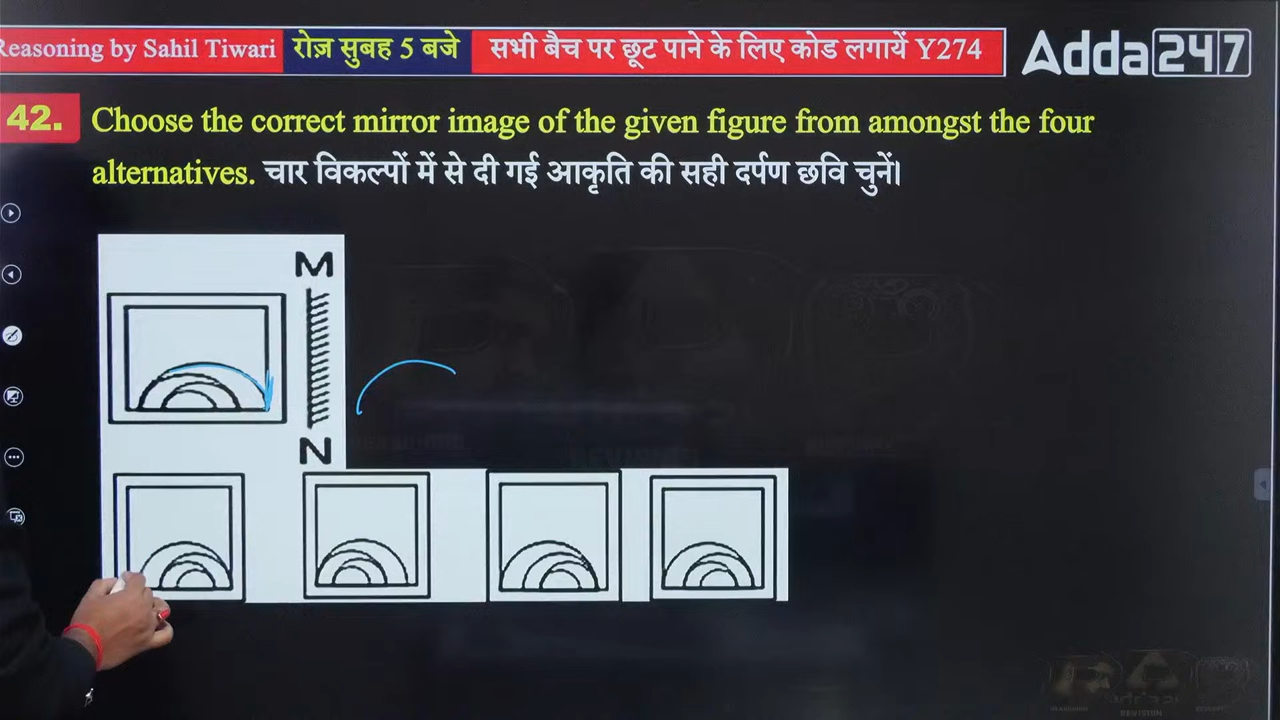 Reasoning by Sahil Tiwari रोज़ सुबह 5 बजे सभी बैच पर छूट पाने के लिए कोड लगायें Y274 Adda247
42. Choose the correct mirror image of the given figure from amongst the four
alternatives. चार विकल्पों में से दी गई आकृति की सही दर्पण छवि चुनें।
M
N